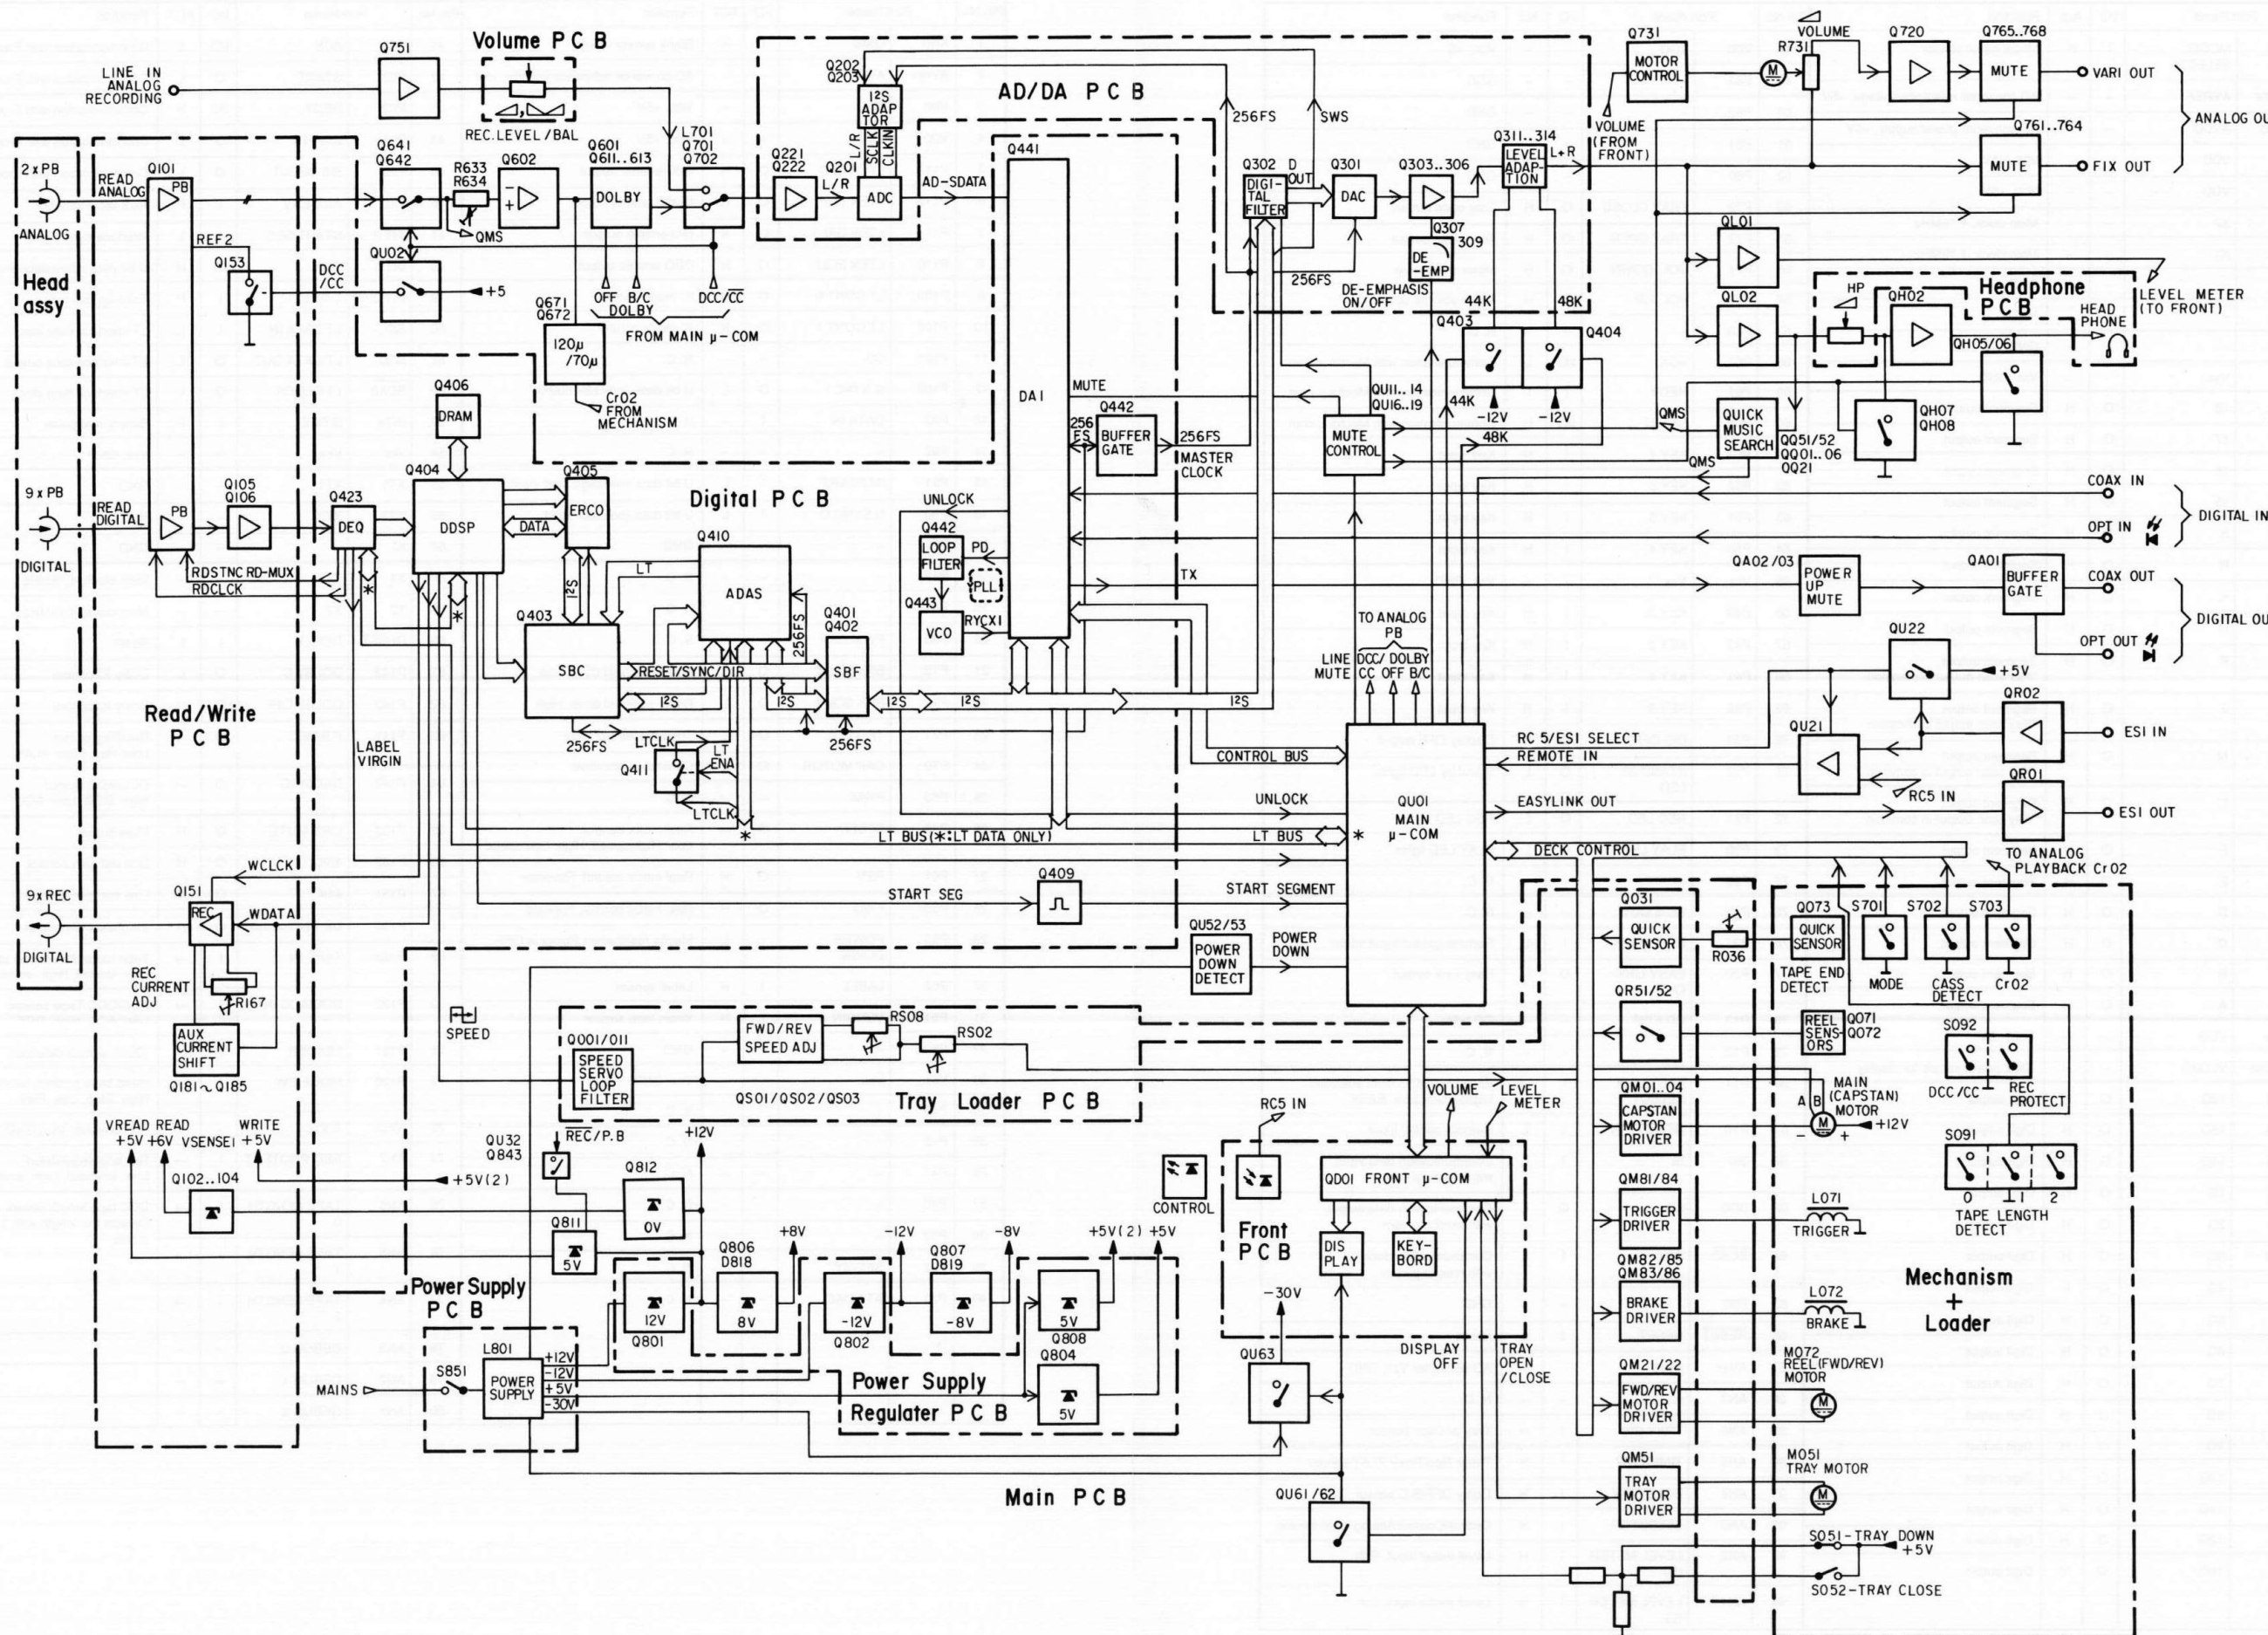 LINE IN
ANALOG
RECORDING
Q751
Volume PCB
REC.LEVEL/BAL
L701
Q701
Q702
Q202
Q203
I²S
ADAP
TOR
L/R
SCLK
CLKIN
AD/DA PCB
256FS
SWS
Q731
MOTOR
CONTROL
VOLUME
(FROM
FRONT)
M
VOLUME
R731
Q720
Q765..768
MUTE
VARI OUT
Q761..764
MUTE
FIX OUT
ANALOG OU
2xPB
ANALOG
Head
assy
9xPB
DIGITAL
9xREC
DIGITAL
READ
ANALOG
Q101
PB
REF2
Q153
DCC
/CC
READ
DIGITAL
PB
Q105
Q106
RDSTNC RD-MUX
RDCLCK
Read/Write
PCB
WCLCK
Q151
REC
WDATA
REC
CURRENT
ADJ
R167
AUX
CURRENT
SHIFT
Q181~Q185
VREAD READ
+5V +6V VSENSE1
WRITE
+5V
Q102..104
Q641
Q642
R633
R634
QMS
Q602
- +
Q601
Q611..613
DOLBY
QU02
+5
OFF B/C
DOLBY
DCC/CC
FROM MAIN µ-COM
Q671
Q672
120µ
/70µ
CrO2
FROM
MECHANISM
Q221
Q222
L/R
Q201
ADC
AD-SDATA
Q441
DAI
Q302
DIGI-
TAL
FILTER
D
OUT
Q301
DAC
Q303..306
Q307
309
DE
-EMP
DE-EMPHASIS
ON/OFF
256FS
Q311..314
LEVEL
ADAP-
TION
L+R
44K
48K
Q403
Q404
-12V
-12V
44K
48K
QL01
QL02
LEVEL METER
(TO FRONT)
HP
QH02
Headphone
PCB
HEAD
PHONE
QH05/06
QH07
QH08
QMS
QUICK
MUSIC
SEARCH
QQ51/52
QQ01..06
QQ21
QMS
QU11..14
QU16..19
MUTE
CONTROL
MUTE
Q442
BUFFER
GATE
256
FS
256FS
MASTER
CLOCK
Q406
DRAM
Q404
DDSP
Q405
ERCO
DATA
Digital PCB
Q423
DEQ
*
*
I²S
Q410
ADAS
LT
256FS
Q403
SBC
RESET/SYNC/DIR
I²S
I²S
Q401
Q402
SBF
I²S
I²S
I²S
256FS
256FS
LTCLK
LT
ENA
Q411
LTCLK
UNLOCK
Q442
LOOP
FILTER
PD
PLL
Q443
VCO
RYCX1
TX
COAX IN
OPT IN
DIGITAL IN
QA02/03
POWER
UP
MUTE
QA01
BUFFER
GATE
COAX OUT
OPT OUT
DIGITAL OU
QU22
+5V
QR02
ESI IN
QU21
RC5 IN
QR01
ESI OUT
LINE
MUTE
TO ANALOG
PB
DCC/
CC
DOLBY
OFF B/C
QU01
MAIN
µ-COM
*
RC 5/ESI SELECT
REMOTE IN
EASYLINK OUT
DECK CONTROL
CONTROL BUS
UNLOCK
LT BUS
LT BUS(*:LT DATA ONLY)
*
LABEL
VIRGIN
START SEG
Q409
START SEGMENT
QU52/53
POWER
DOWN
DETECT
POWER
DOWN
SPEED
Q001/011
SPEED
SERVO
LOOP
FILTER
FWD/REV
SPEED ADJ
RS08
RS02
QS01/QS02/QS03
Tray Loader PCB
REC/P.B
QU32
Q843
+5V(2)
Q811
5V
Q812
0V
+12V
Power Supply
PCB
MAINS
S851
L801
POWER
SUPPLY
+12V
-12V
+5V
-30V
12V
Q801
Q806
D818
8V
+8V
-12V
Q802
-12V
Q807
D819
-8V
-8V
+5V(2) +5V
5V
Q808
Q804
5V
Power Supply
Regulater PCB
Main PCB
CONTROL
RC5 IN
VOLUME
LEVEL
METER
QD01 FRONT µ-COM
Front
PCB
DIS
PLAY
KEY-
BORD
-30V
QU63
DISPLAY
OFF
TRAY
OPEN
/CLOSE
QU61/62
Q031
QUICK
SENSOR
R036
QR51/52
QM01..04
CAPSTAN
MOTOR
DRIVER
QM81/84
TRIGGER
DRIVER
QM82/85
QM83/86
BRAKE
DRIVER
QM21/22
FWD/REV
MOTOR
DRIVER
QM51
TRAY
MOTOR
DRIVER
TO ANALOG
PLAYBACK CrO2
Q073
QUICK
SENSOR
TAPE END
DETECT
S701
MODE
S702
CASS
DETECT
S703
CrO2
REEL
SENS-
ORS
Q071
Q072
S092
DCC/CC
REC
PROTECT
MAIN
(CAPSTAN)
MOTOR
A B
M
- +
+12V
S091
0 1 2
TAPE LENGTH
DETECT
L071
TRIGGER
L072
BRAKE
Mechanism
+
Loader
M072
REEL(FWD/REV)
MOTOR
M
M051
TRAY MOTOR
M
S051-TRAY DOWN
+5V
S052-TRAY CLOSE